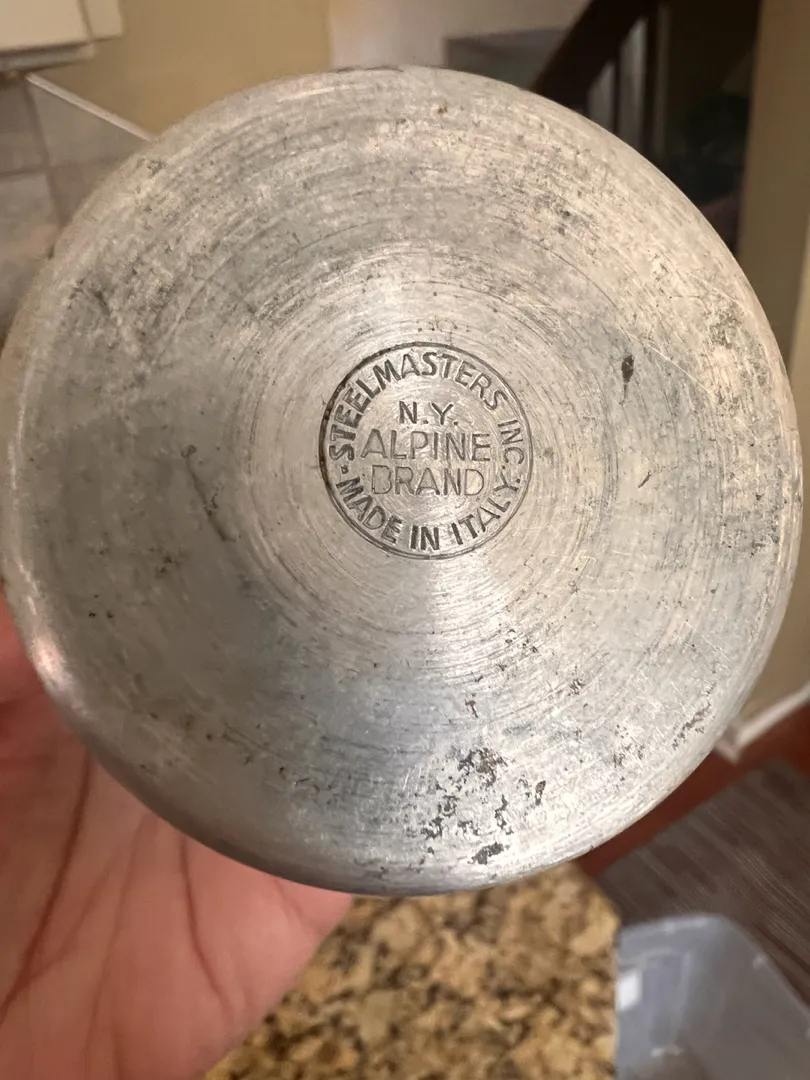 STEELMASTERS INC.
N.Y.
ALPINE
BRAND
MADE IN ITALY